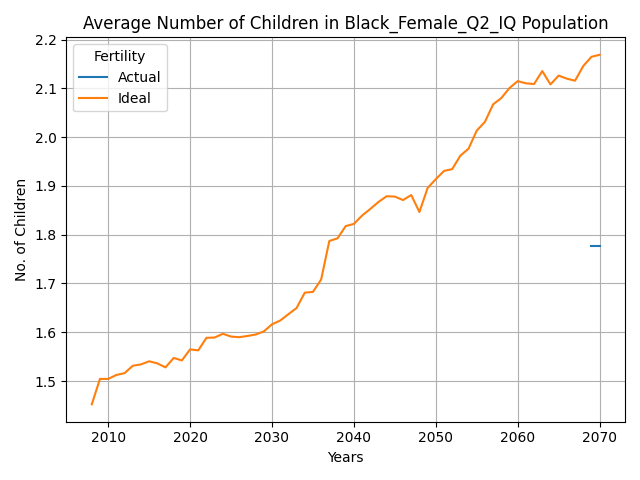 Average Number of Children in Black_Female_Q2_IQ Population
2.2
2.1
2.0
1.9
1.8
1.7
1.6
1.5
No. of Children
Fertility
Actual
Ideal
2010 2020 2030 2040 2050 2060 2070
Years